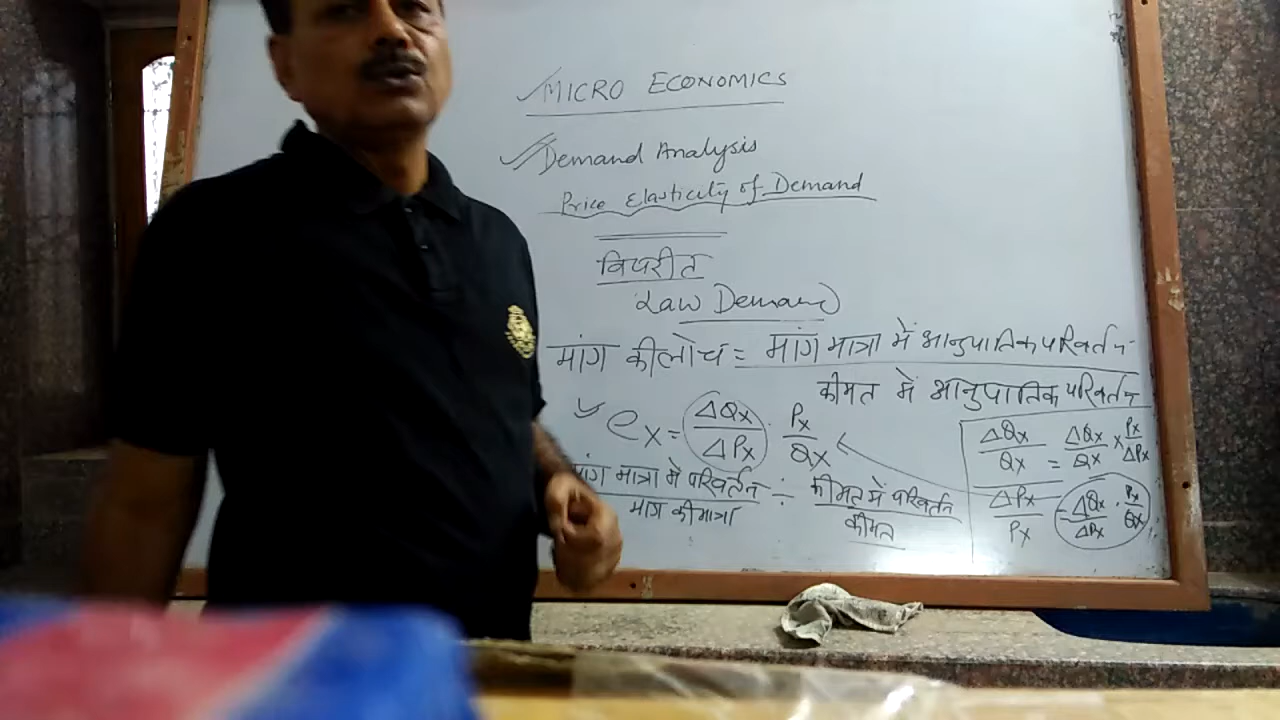 MICRO ECONOMICS
Demand Analysis
Price Elasticity of Demand
विपरीत
Law Demand
मांग की लोच = मांग मात्रा में आनुपातिक परिवर्तन
कीमत में आनुपातिक परिवर्तन
eX = ΔQx / ΔPx . Px / Qx
मांग मात्रा में परिवर्तन / मांग की मात्रा ÷ कीमत में परिवर्तन / कीमत
ΔQx / Qx = ΔQx / Qx × Px / ΔPx
ΔPx / Px = ΔQx / ΔPx . Px / Qx